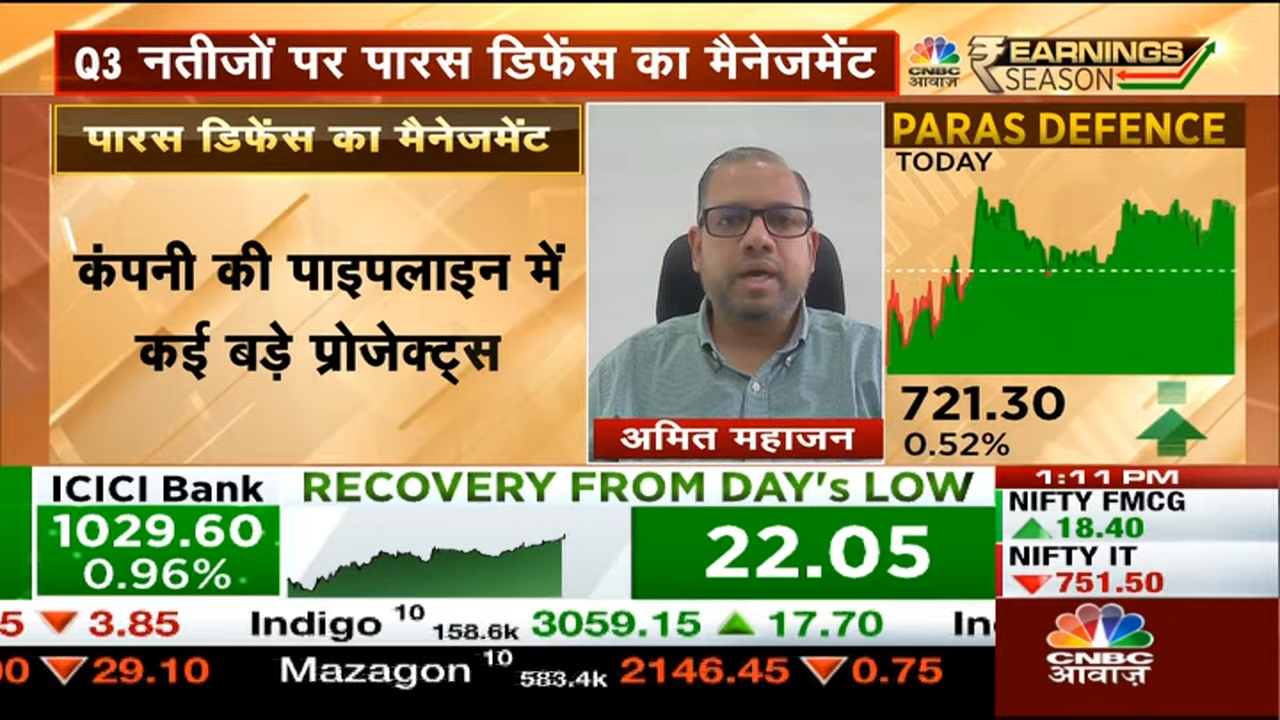 Q3 नतीजों पर पारस डिफेंस का मैनेजमेंट
CNBC
आवाज़
₹ EARNINGS
SEASON
पारस डिफेंस का मैनेजमेंट
कंपनी की पाइपलाइन में
कई बड़े प्रोजेक्ट्स
अमित महाजन
PARAS DEFENCE
TODAY
721.30
0.52%
ICICI Bank
1029.60
0.96%
RECOVERY FROM DAY's LOW
22.05
1:11 PM
NIFTY FMCG
18.40
NIFTY IT
751.50
5 3.85 Indigo 10 158.6k 3059.15 17.70 In
00 29.10 Mazagon 10 583.4k 2146.45 0.75
CNBC
आवाज़